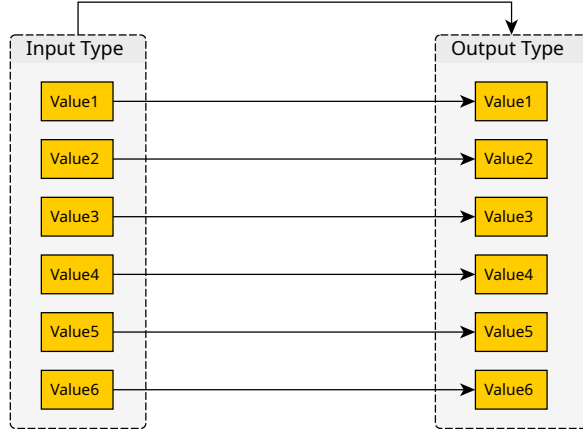 Input Type
Output Type
Value1
Value1
Value2
Value2
Value3
Value3
Value4
Value4
Value5
Value5
Value6
Value6